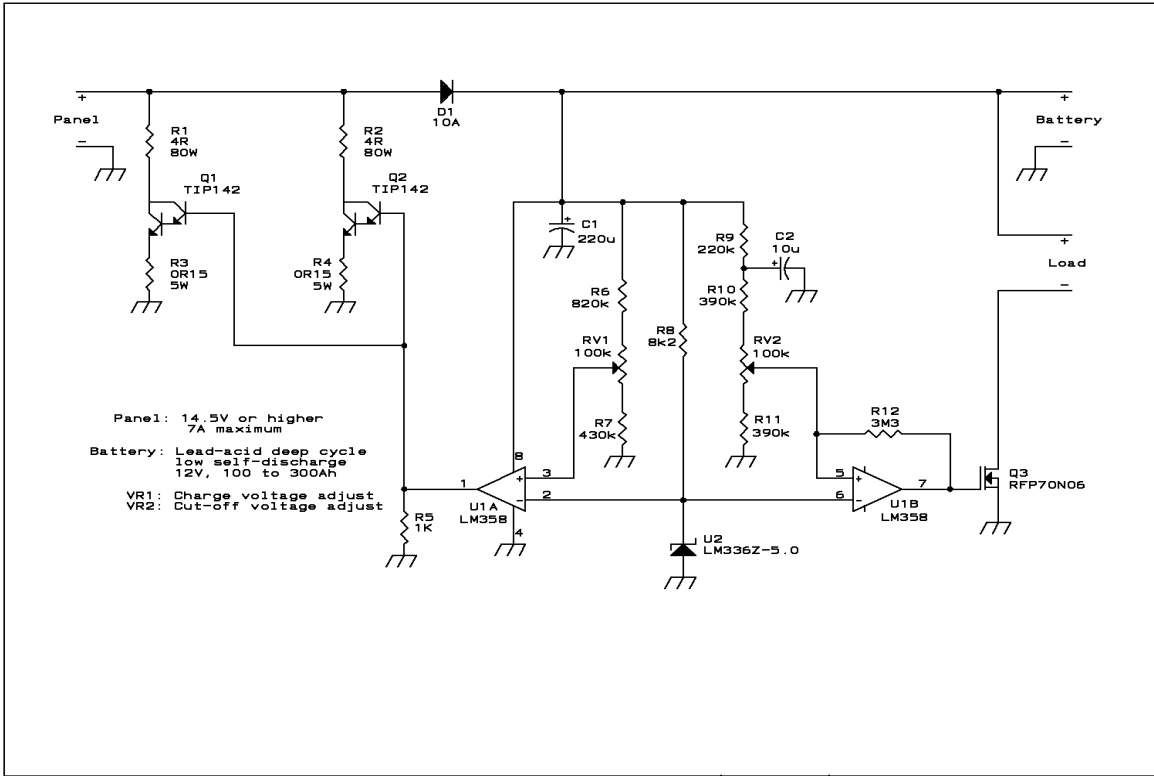 +
Panel
-
R1
4R
80W
Q1
TIP142
R3
0R15
5W
R2
4R
80W
Q2
TIP142
R4
0R15
5W
D1
10A
+
Battery
-
+
Load
-
+
C1
220u
R6
820k
RV1
100k
R7
430k
R8
8k2
R9
220k
C2
10u
+
R10
390k
RV2
100k
R11
390k
R12
3M3
Panel: 14.5V or higher
7A maximum
Battery: Lead-acid deep cycle
low self-discharge
12V, 100 to 300Ah
VR1: Charge voltage adjust
VR2: Cut-off voltage adjust
R5
1K
8
1
+ 3
- 2
4
U1A
LM358
U2
LM336Z-5.0
5 +
6 -
7
U1B
LM358
Q3
RFP70N06